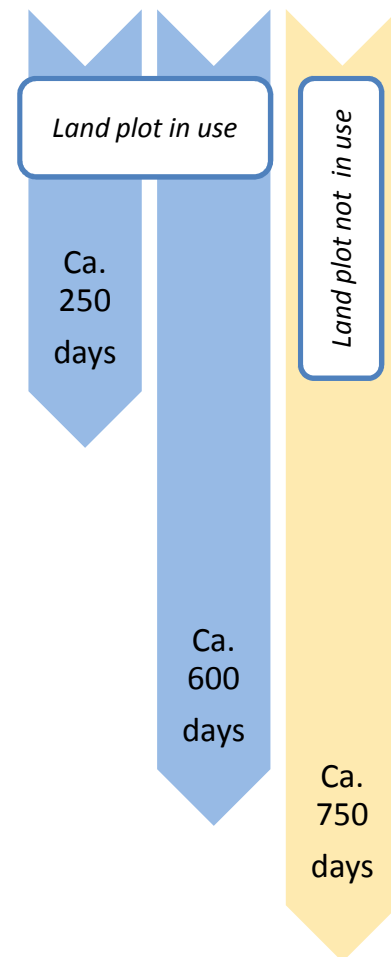 Land plot in use
Land plot not in use
Ca.
250
days
Ca.
600
days
Ca.
750
days